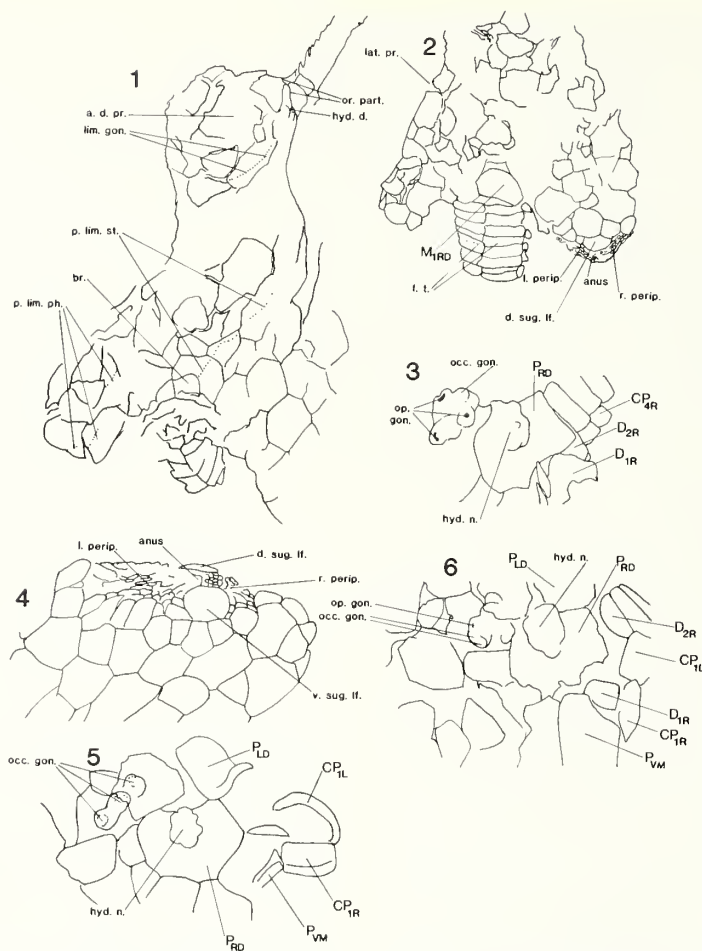 1
a. d. pr.
lim. gon.
or. part.
hyd. d.
p. lim. st.
br.
p. lim. ph.
2
lat. pr.
M1RD
f. t.
l. perip.
anus
d. sug. lf.
r. perip.
3
occ. gon.
PRD
op. gon.
CP4R
D2R
D1R
hyd. n.
4
l. perip.
anus
d. sug. lf.
r. perip.
v. sug. lf.
5
occ. gon.
PLD
CP1L
hyd. n.
PRD
PVM
CP1R
6
PLD
hyd. n.
PRD
op. gon.
occ. gon.
D2R
CP1L
D1R
CP1R
PVM